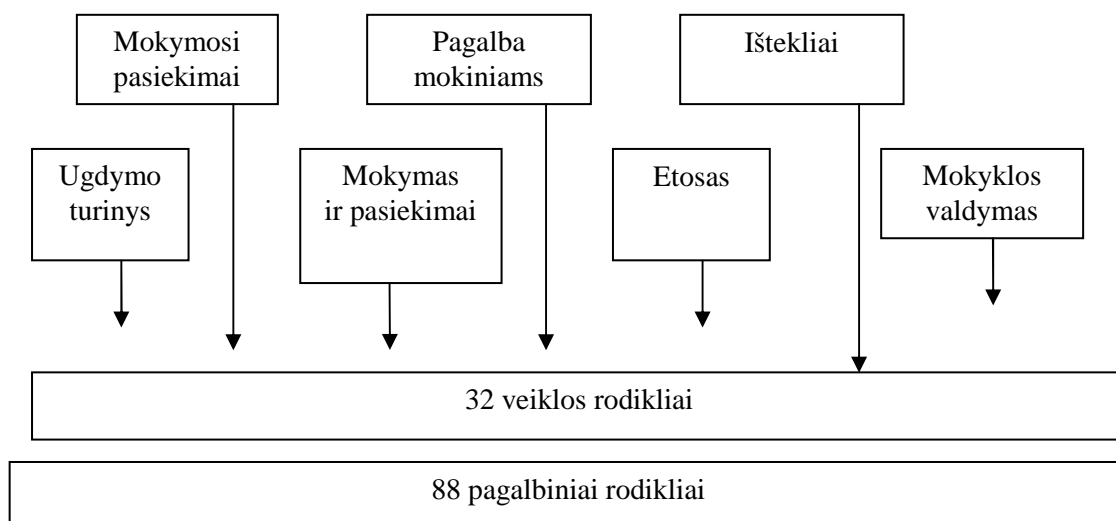 Mokymosi
pasiekimai
Pagalba
mokiniams
Ištekliai
Ugdymo
turinys
Mokymas
ir pasiekimai
Etosas
Mokyklos
valdymas
32 veiklos rodikliai
88 pagalbiniai rodikliai